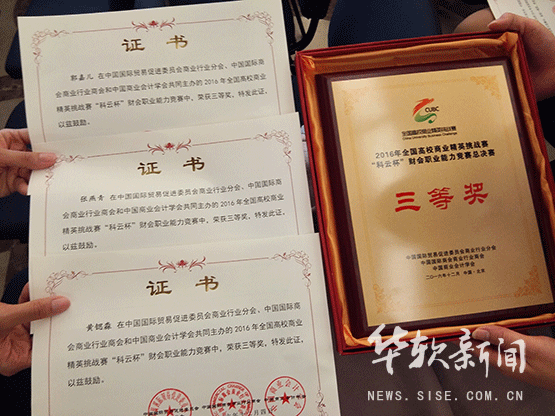 证书
郭嘉儿 在中国国际贸易促进委员会商业行业分会、中国国际
商会商业行业商会和中国商业会计学会共同主办的2016年全国高校商业
精英挑战赛“科云杯”财会职业能力竞赛中，荣获三等奖，特发此证，
以兹鼓励。
证书
张燕青 在中国国际贸易促进委员会商业行业分会、中国国际
商会商业行业商会和中国商业会计学会共同主办的2016年全国高校商业
精英挑战赛“科云杯”财会职业能力竞赛中，荣获三等奖，特发此证，
以兹鼓励。
证书
黄锶淼 在中国国际贸易促进委员会商业行业分会、中国国际
商会商业行业商会和中国商业会计学会共同主办的2016年全国高校商业
精英挑战赛“科云杯”财会职业能力竞赛中，荣获三等奖，特发此证，
以兹鼓励。
CUBC
全国高校商业精英挑战赛
China University Business Challenge
2016年全国高校商业精英挑战赛
“科云杯”财会职业能力竞赛总决赛
三等奖
中国国际贸易促进委员会商业行业分会
中国国际商会商业行业商会
中国商业会计学会
二〇一六年十二月 中国·北京
华软新闻
NEWS.SISE.COM.CN